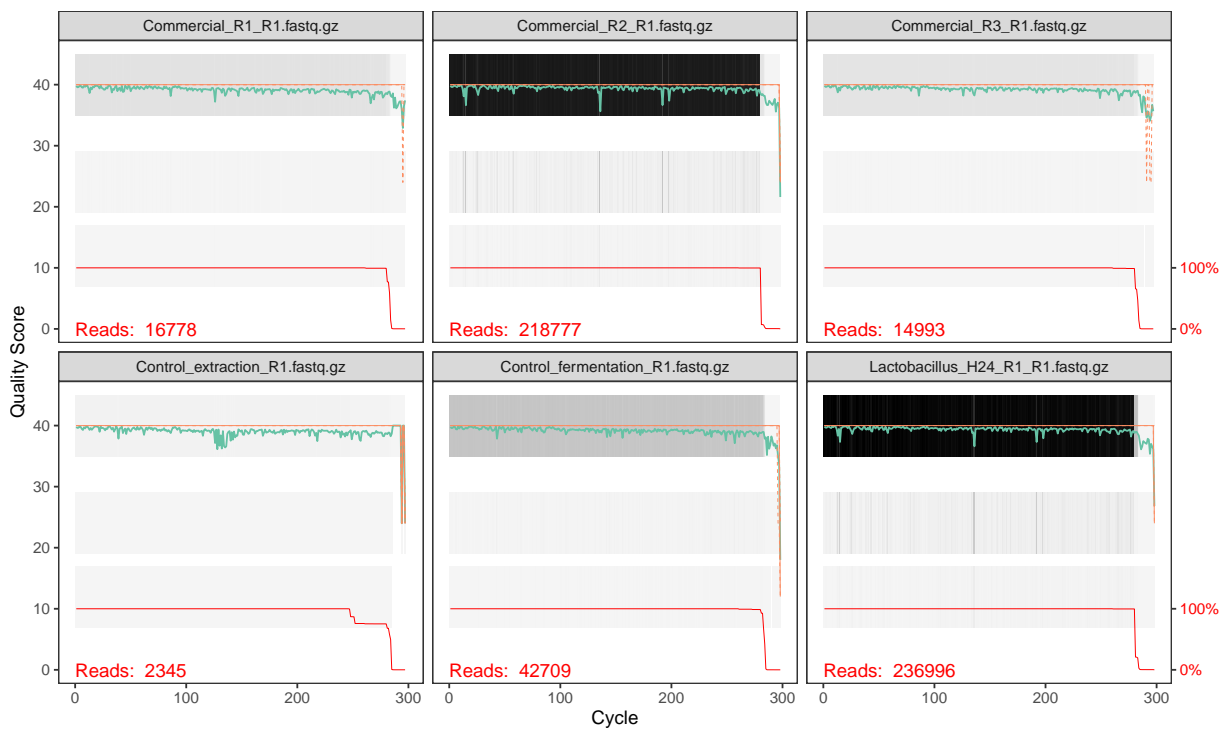 Commercial_R1_R1.fastq.gz
Commercial_R2_R1.fastq.gz
Commercial_R3_R1.fastq.gz
40
30
20
10
0
100%
0%
Reads: 16778
Reads: 218777
Reads: 14993
Quality Score
Control_extraction_R1.fastq.gz
Control_fermentation_R1.fastq.gz
Lactobacillus_H24_R1_R1.fastq.gz
40
30
20
10
0
100%
0%
Reads: 2345
Reads: 42709
Reads: 236996
0 100 200 300
0 100 200 300
0 100 200 300
Cycle